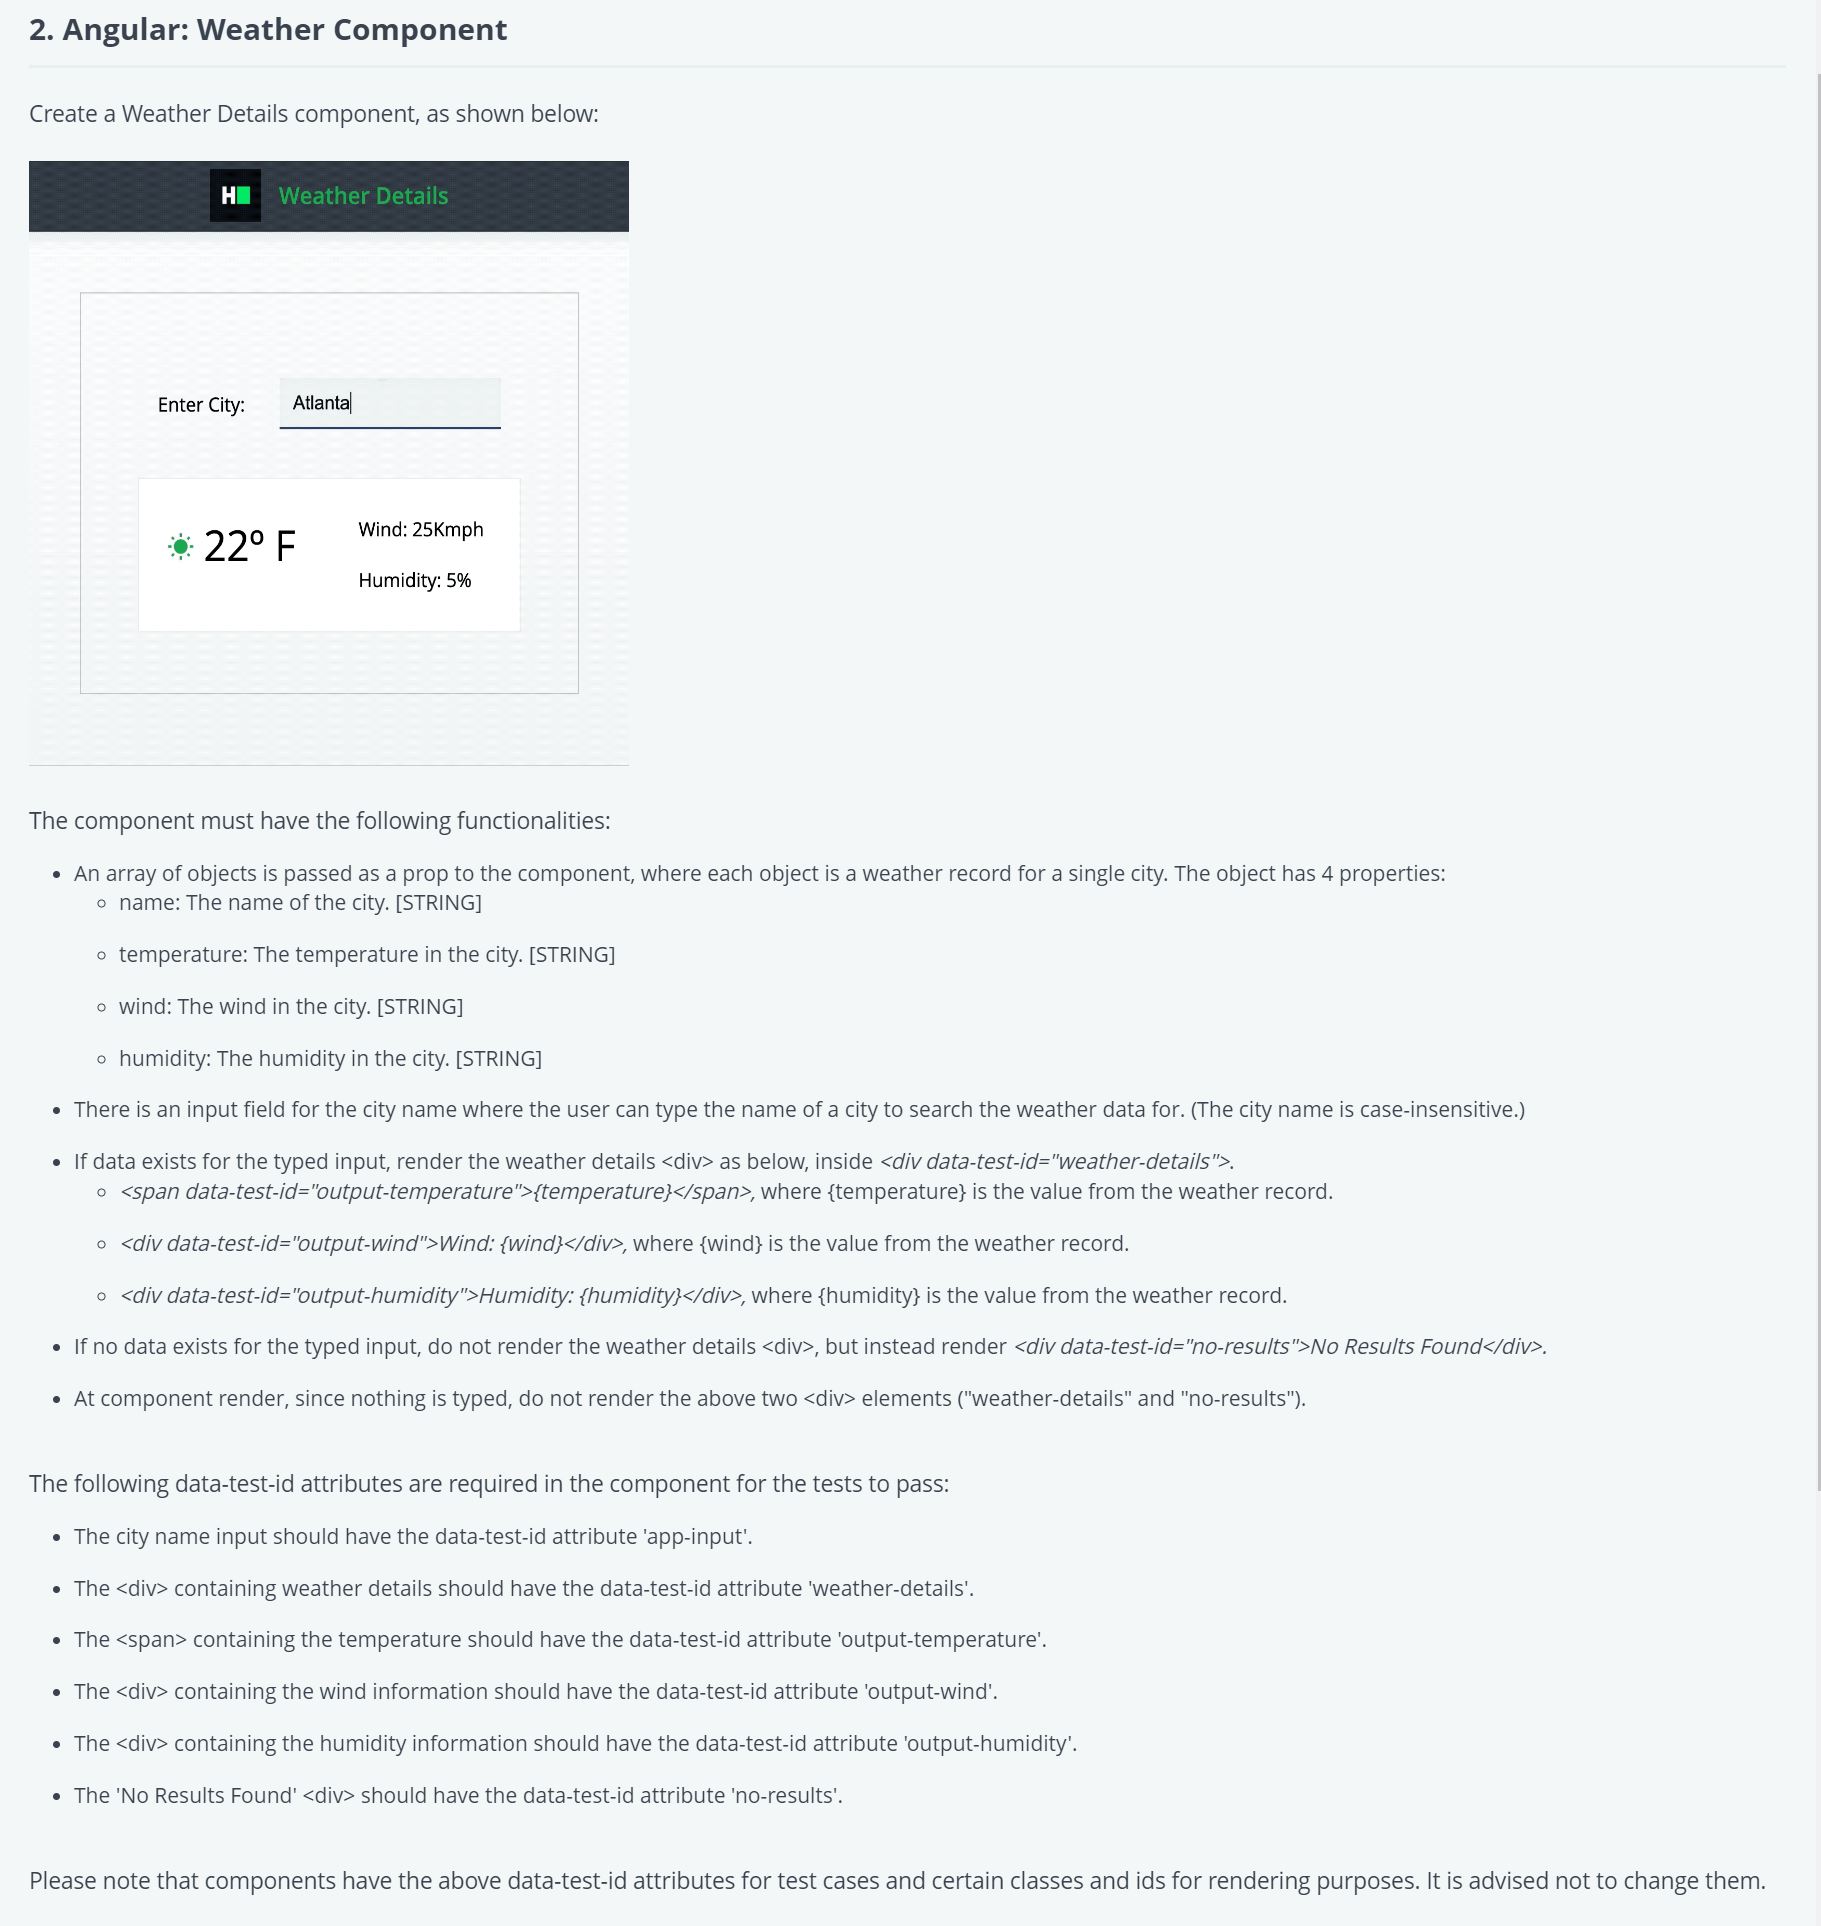 2. Angular: Weather Component
Create a Weather Details component, as shown below:
H
Weather Details
Enter City:
Atlanta
22º F
Wind: 25Kmph
Humidity: 5%
The component must have the following functionalities:
• An array of objects is passed as a prop to the component, where each object is a weather record for a single city. The object has 4 properties:
○ name: The name of the city. [STRING]
○ temperature: The temperature in the city. [STRING]
○ wind: The wind in the city. [STRING]
○ humidity: The humidity in the city. [STRING]
• There is an input field for the city name where the user can type the name of a city to search the weather data for. (The city name is case-insensitive.)
• If data exists for the typed input, render the weather details <div> as below, inside <div data-test-id="weather-details">.
○ <span data-test-id="output-temperature">{temperature}</span>, where {temperature} is the value from the weather record.
○ <div data-test-id="output-wind">Wind: {wind}</div>, where {wind} is the value from the weather record.
○ <div data-test-id="output-humidity">Humidity: {humidity}</div>, where {humidity} is the value from the weather record.
• If no data exists for the typed input, do not render the weather details <div>, but instead render <div data-test-id="no-results">No Results Found</div>.
• At component render, since nothing is typed, do not render the above two <div> elements ("weather-details" and "no-results").
The following data-test-id attributes are required in the component for the tests to pass:
• The city name input should have the data-test-id attribute 'app-input'.
• The <div> containing weather details should have the data-test-id attribute 'weather-details'.
• The <span> containing the temperature should have the data-test-id attribute 'output-temperature'.
• The <div> containing the wind information should have the data-test-id attribute 'output-wind'.
• The <div> containing the humidity information should have the data-test-id attribute 'output-humidity'.
• The 'No Results Found' <div> should have the data-test-id attribute 'no-results'.
Please note that components have the above data-test-id attributes for test cases and certain classes and ids for rendering purposes. It is advised not to change them.